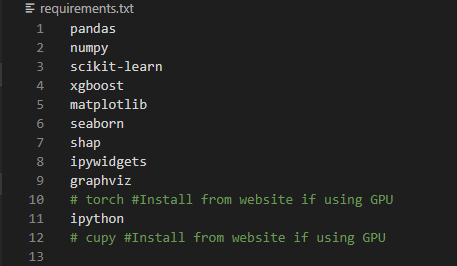 requirements.txt
1 pandas
2 numpy
3 scikit-learn
4 xgboost
5 matplotlib
6 seaborn
7 shap
8 ipywidgets
9 graphviz
10 # torch #Install from website if using GPU
11 ipython
12 # cupy #Install from website if using GPU
13